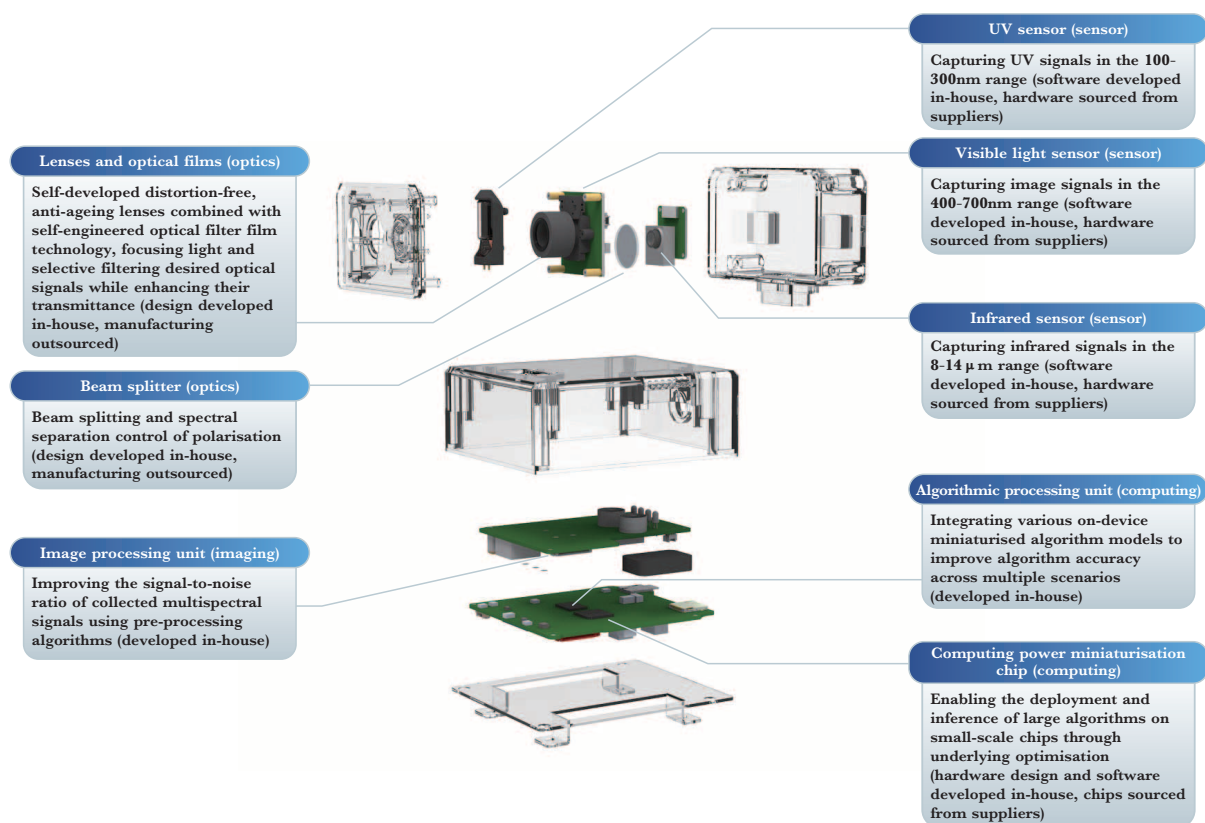 UV sensor (sensor)
Capturing UV signals in the 100-
300nm range (software developed
in-house, hardware sourced from
suppliers)
Lenses and optical films (optics)
Self-developed distortion-free,
anti-ageing lenses combined with
self-engineered optical filter film
technology, focusing light and
selective filtering desired optical
signals while enhancing their
transmittance (design developed
in-house, manufacturing
outsourced)
Visible light sensor (sensor)
Capturing image signals in the
400-700nm range (software
developed in-house, hardware
sourced from suppliers)
Infrared sensor (sensor)
Capturing infrared signals in the
8-14μm range (software
developed in-house, hardware
sourced from suppliers)
Beam splitter (optics)
Beam splitting and spectral
separation control of polarisation
(design developed in-house,
manufacturing outsourced)
Algorithmic processing unit (computing)
Integrating various on-device
miniaturised algorithm models to
improve algorithm accuracy
across multiple scenarios
(developed in-house)
Image processing unit (imaging)
Improving the signal-to-noise
ratio of collected multispectral
signals using pre-processing
algorithms (developed in-house)
Computing power miniaturisation
chip (computing)
Enabling the deployment and
inference of large algorithms on
small-scale chips through
underlying optimisation
(hardware design and software
developed in-house, chips sourced
from suppliers)